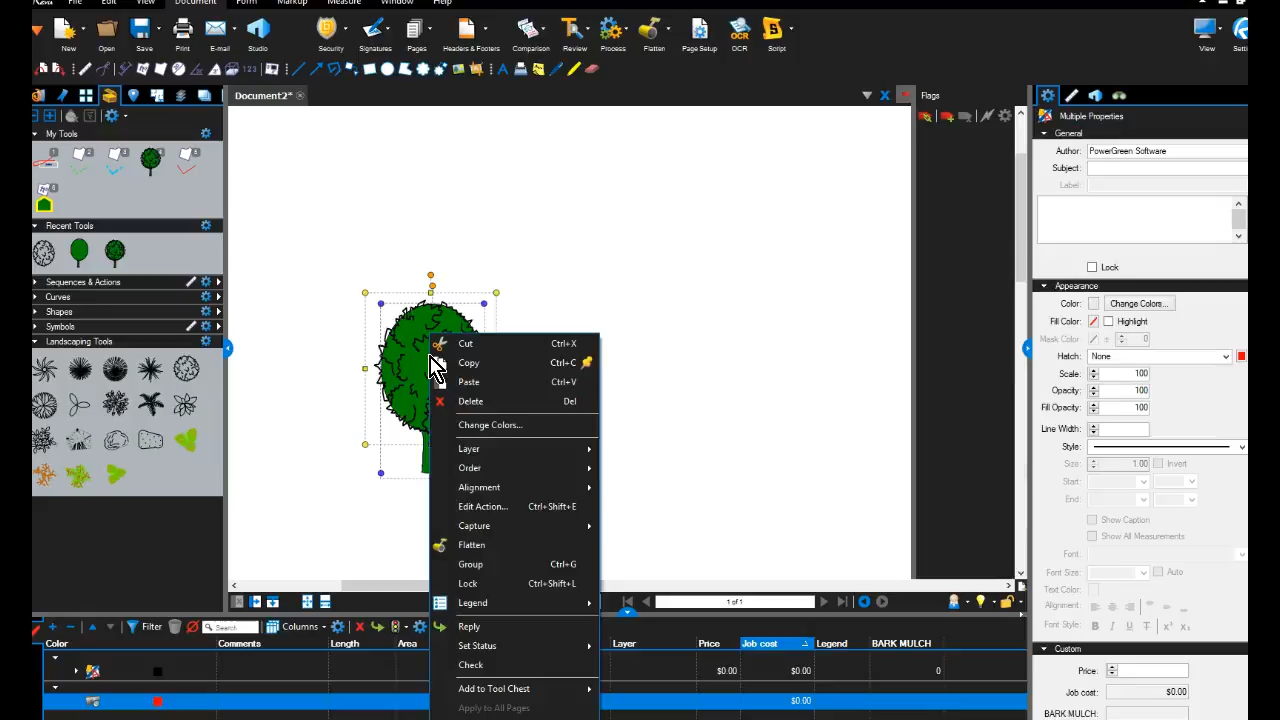 File Edit View Document Form Markup Measure Window Help
New Open Save Print E-mail Studio Security Signatures Pages Headers & Footers Comparison Review Process Flatten Page Setup OCR Script View
Document2*
Flags
My Tools
Recent Tools
Sequences & Actions
Curves
Shapes
Symbols
Landscaping Tools
Cut Ctrl+X
Copy Ctrl+C
Paste Ctrl+V
Delete Del
Change Colors...
Layer
Order
Alignment
Edit Action... Ctrl+Shift+E
Capture
Flatten
Group Ctrl+G
Lock Ctrl+Shift+L
Legend
Reply
Set Status
Check
Add to Tool Chest
Apply to All Pages
Multiple Properties
General
Author: PowerGreen Software
Subject:
Label:
Lock
Appearance
Color: Change Colors...
Fill Color: Highlight
Mask Color: 0
Hatch: None
Scale: 100
Opacity: 100
Fill Opacity: 100
Line Width:
Style:
Size: 1.00 Invert
Start:
End:
Show Caption
Show All Measurements
Font:
Font Size: Auto
Text Color:
Alignment:
Font Style: B I U T X² X₂
Custom
Price:
Job cost: $0.00
BARK MULCH
1 of 1
Filter Search Columns
Color Comments Length Area Layer Price Job cost Legend BARK MULCH
$0.00 $0.00 0
$0.00